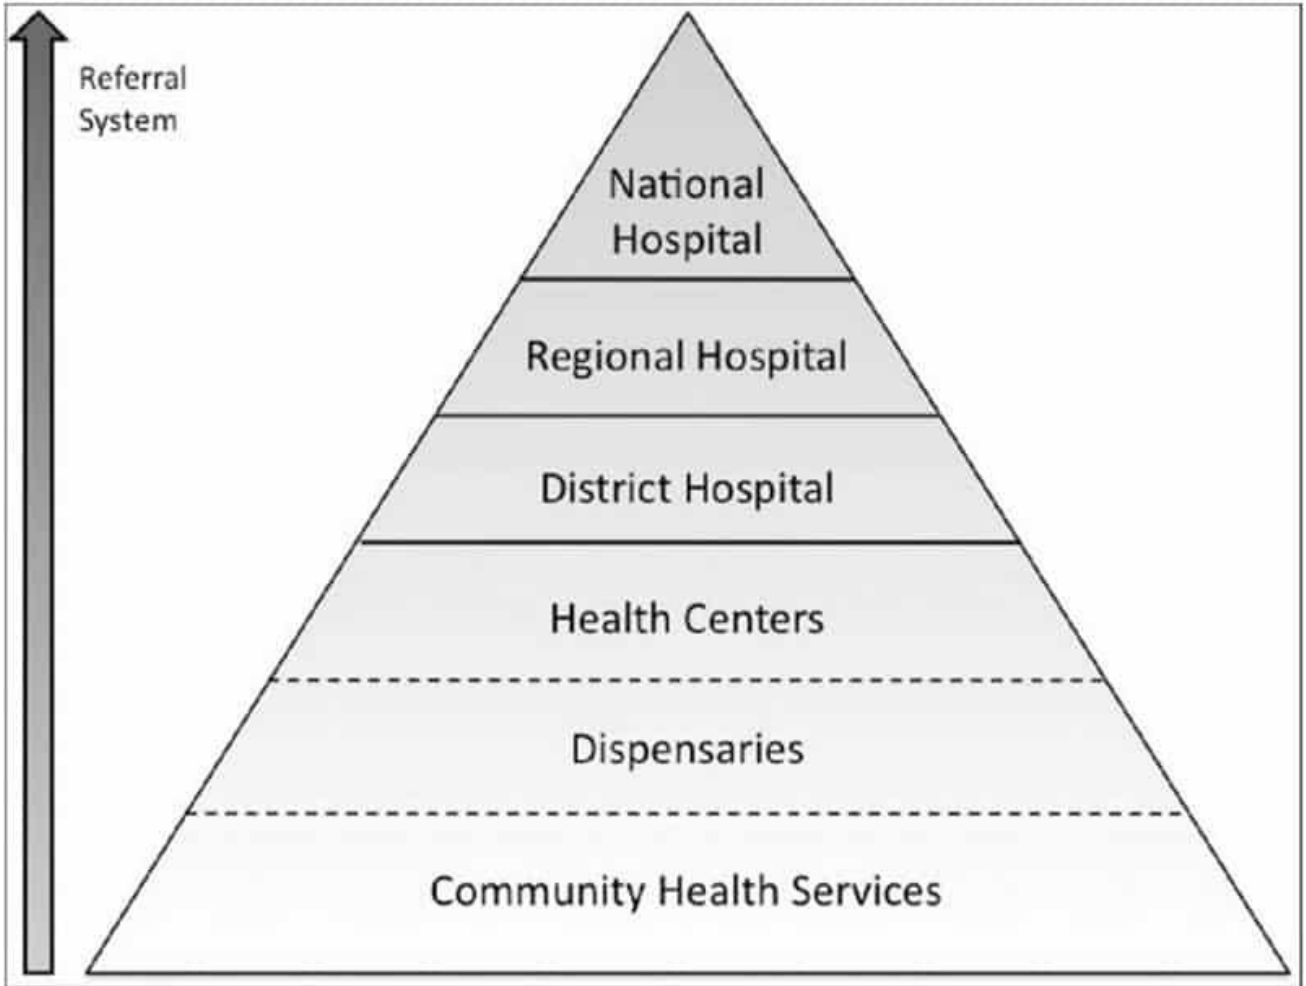 Referral
System
National
Hospital
Regional Hospital
District Hospital
Health Centers
Dispensaries
Community Health Services